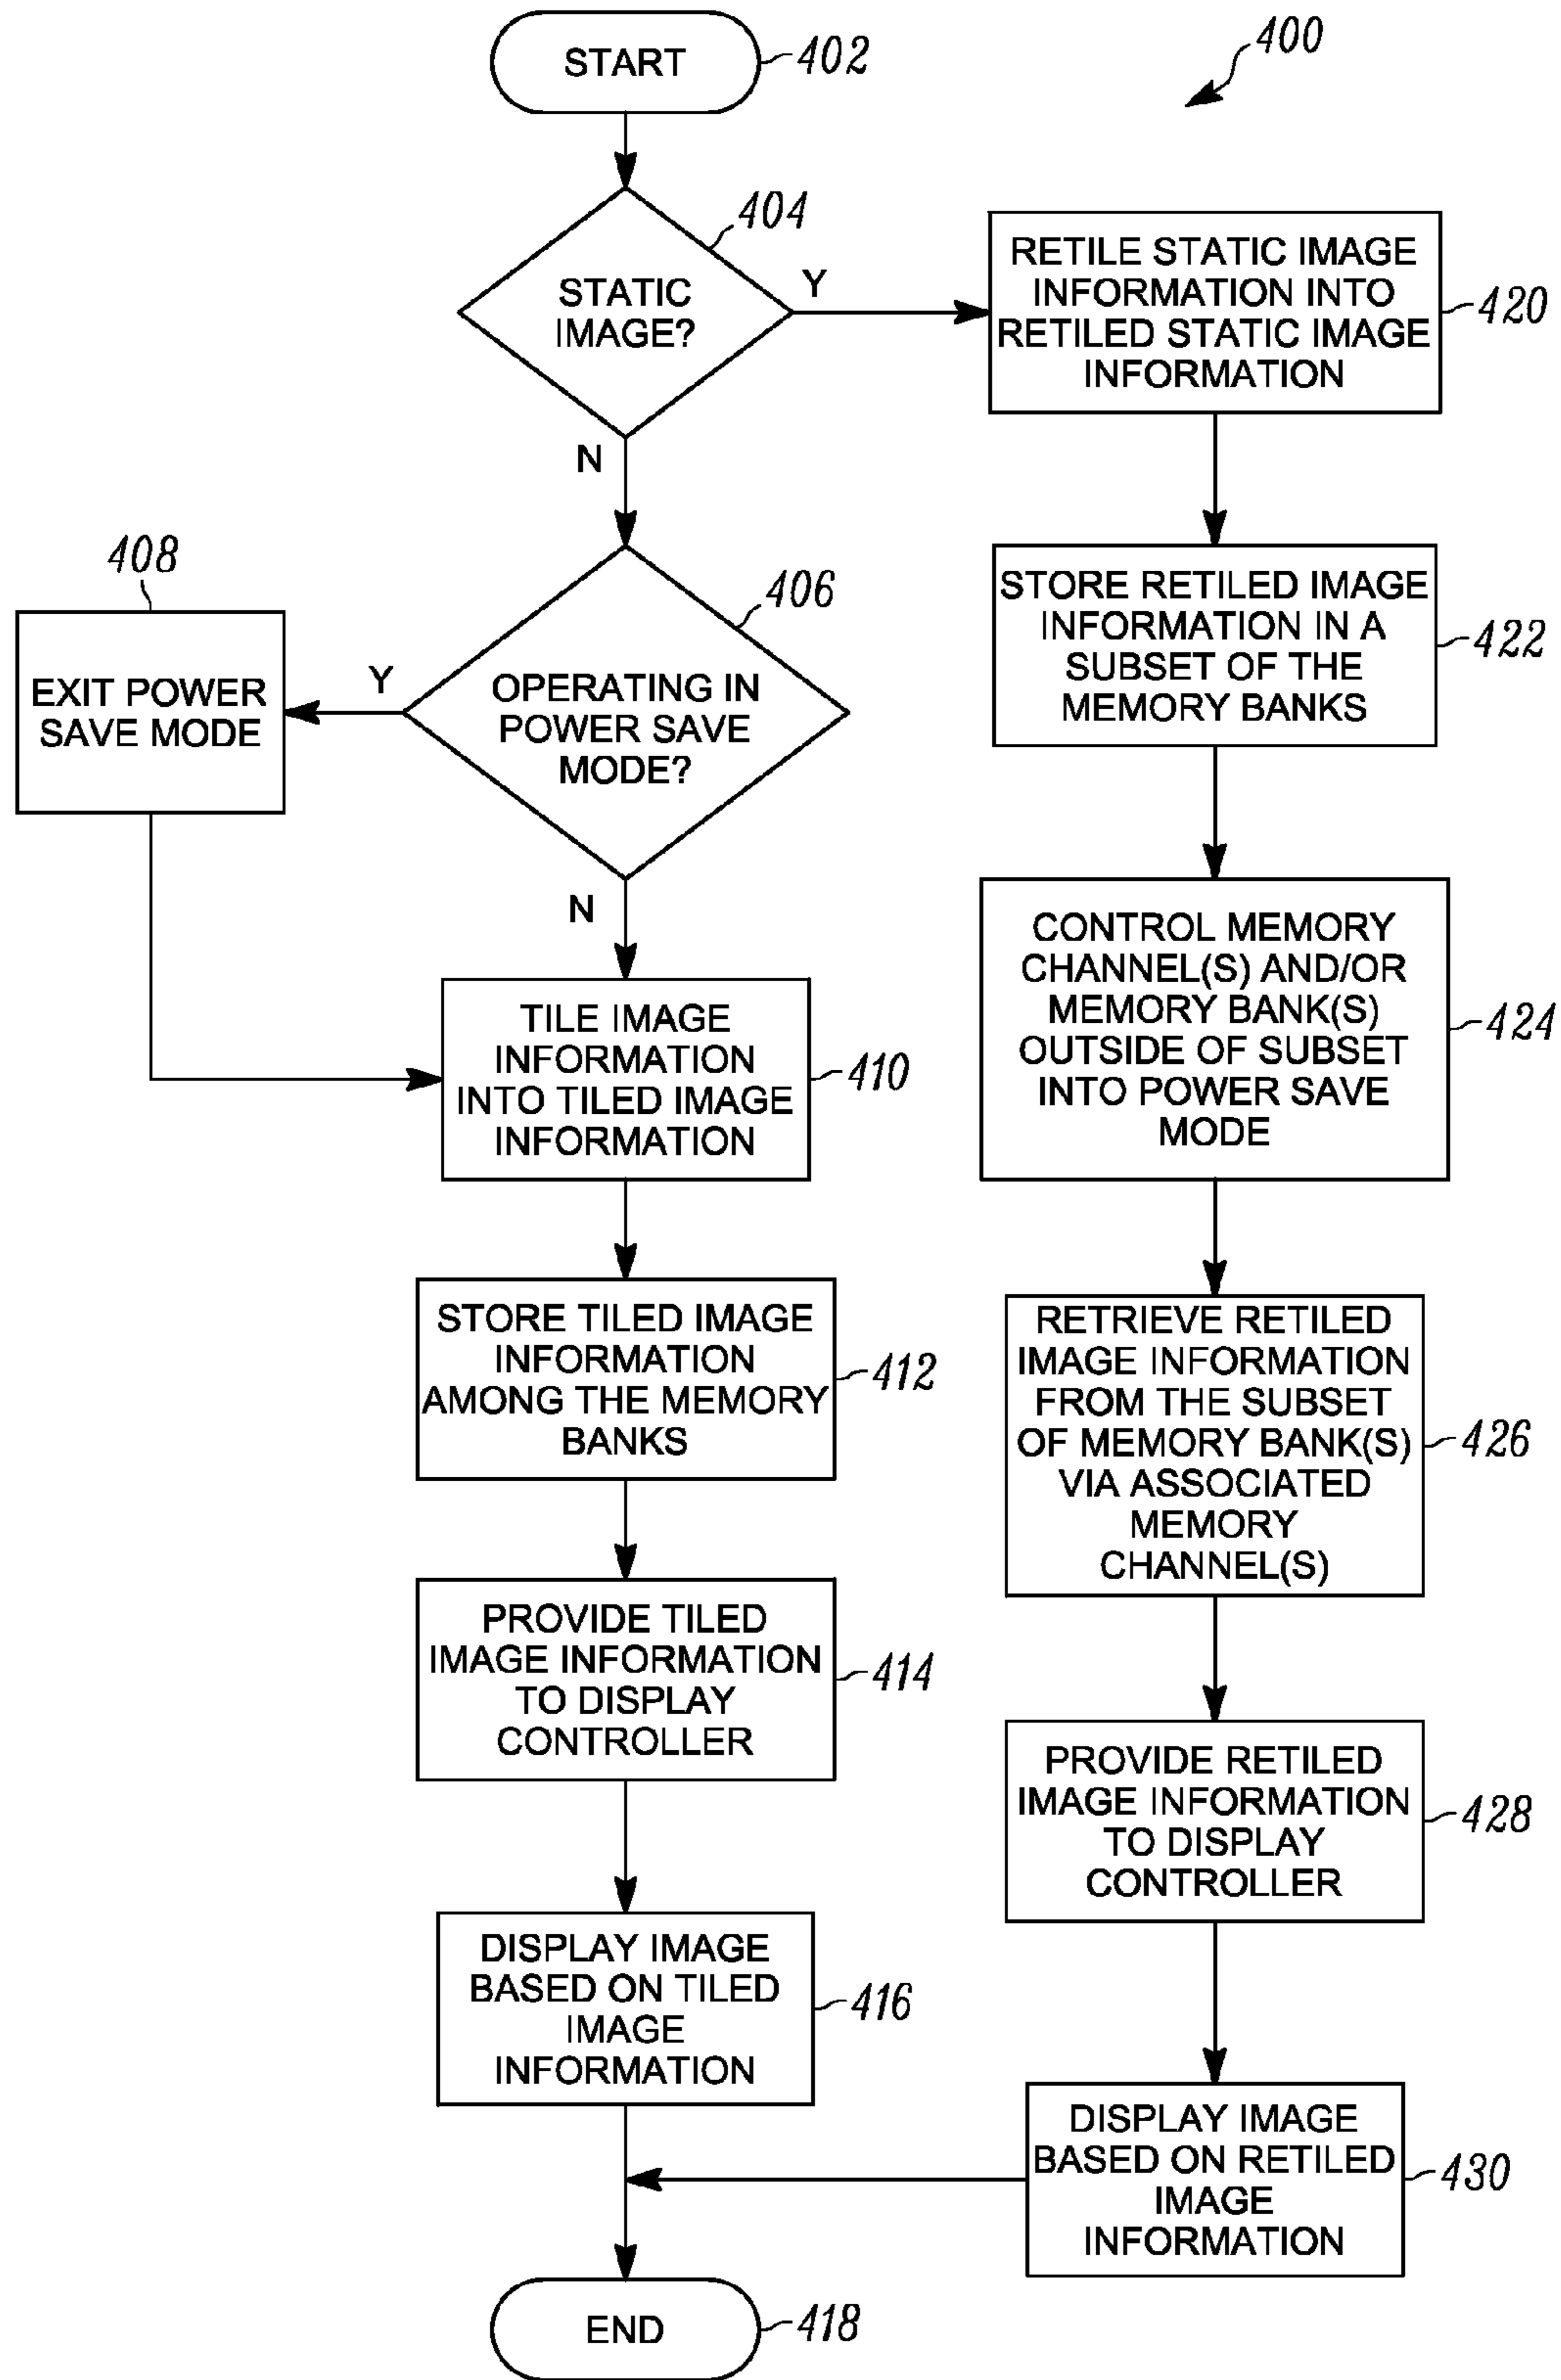 START
402
400
404
STATIC
IMAGE?
Y
N
RETILE STATIC IMAGE
INFORMATION INTO
RETILED STATIC IMAGE
INFORMATION
420
408
EXIT POWER
SAVE MODE
406
Y
OPERATING IN
POWER SAVE
MODE?
N
STORE RETILED IMAGE
INFORMATION IN A
SUBSET OF THE
MEMORY BANKS
422
TILE IMAGE
INFORMATION
INTO TILED IMAGE
INFORMATION
410
CONTROL MEMORY
CHANNEL(S) AND/OR
MEMORY BANK(S)
OUTSIDE OF SUBSET
INTO POWER SAVE
MODE
424
STORE TILED IMAGE
INFORMATION
AMONG THE MEMORY
BANKS
412
RETRIEVE RETILED
IMAGE INFORMATION
FROM THE SUBSET
OF MEMORY BANK(S)
VIA ASSOCIATED
MEMORY
CHANNEL(S)
426
PROVIDE TILED
IMAGE INFORMATION
TO DISPLAY
CONTROLLER
414
PROVIDE RETILED
IMAGE INFORMATION
TO DISPLAY
CONTROLLER
428
DISPLAY IMAGE
BASED ON TILED
IMAGE
INFORMATION
416
DISPLAY IMAGE
BASED ON RETILED
IMAGE
INFORMATION
430
END
418